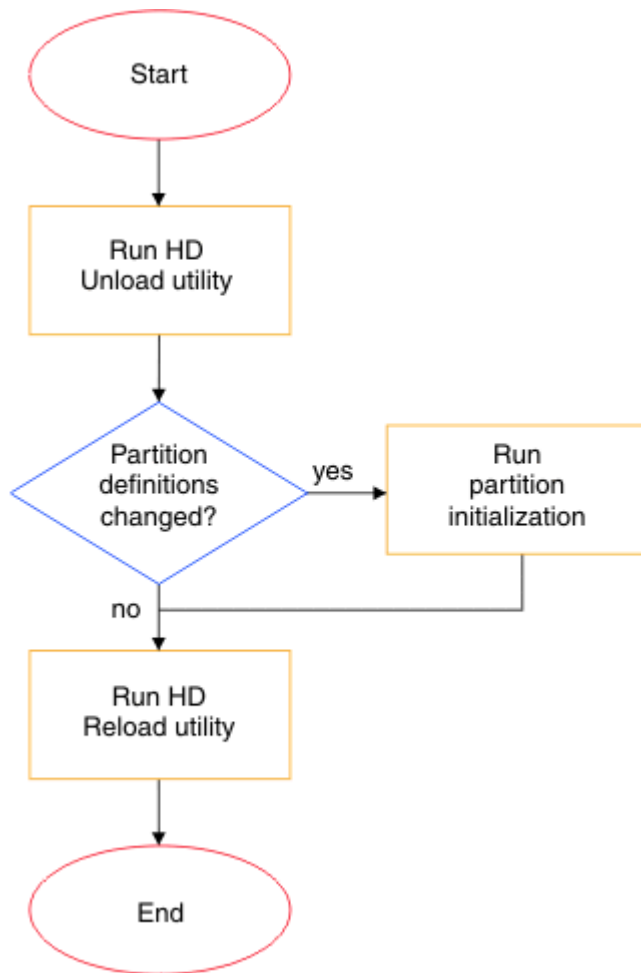 Start
Run HD
Unload utility
Partition
definitions
changed?
yes
Run
partition
initialization
no
Run HD
Reload utility
End